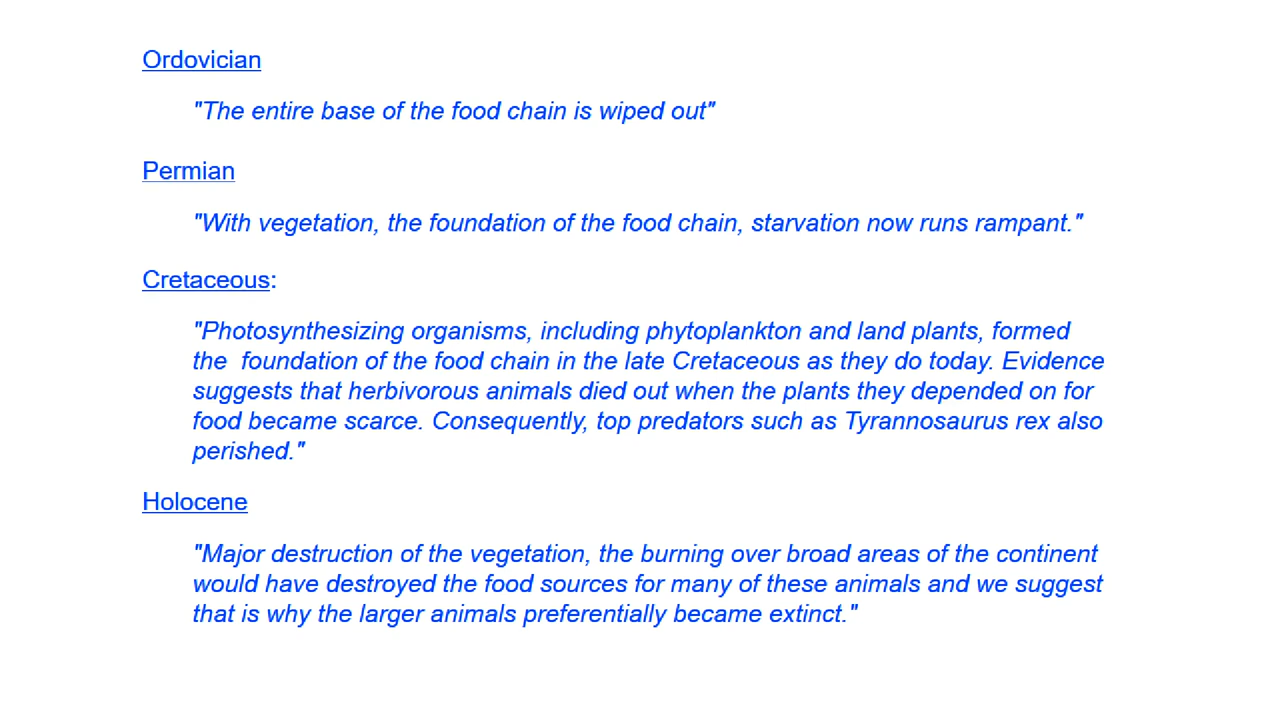 Ordovician
"The entire base of the food chain is wiped out"
Permian
"With vegetation, the foundation of the food chain, starvation now runs rampant."
Cretaceous:
"Photosynthesizing organisms, including phytoplankton and land plants, formed
the  foundation of the food chain in the late Cretaceous as they do today. Evidence
suggests that herbivorous animals died out when the plants they depended on for
food became scarce. Consequently, top predators such as Tyrannosaurus rex also
perished."
Holocene
"Major destruction of the vegetation, the burning over broad areas of the continent
would have destroyed the food sources for many of these animals and we suggest
that is why the larger animals preferentially became extinct."